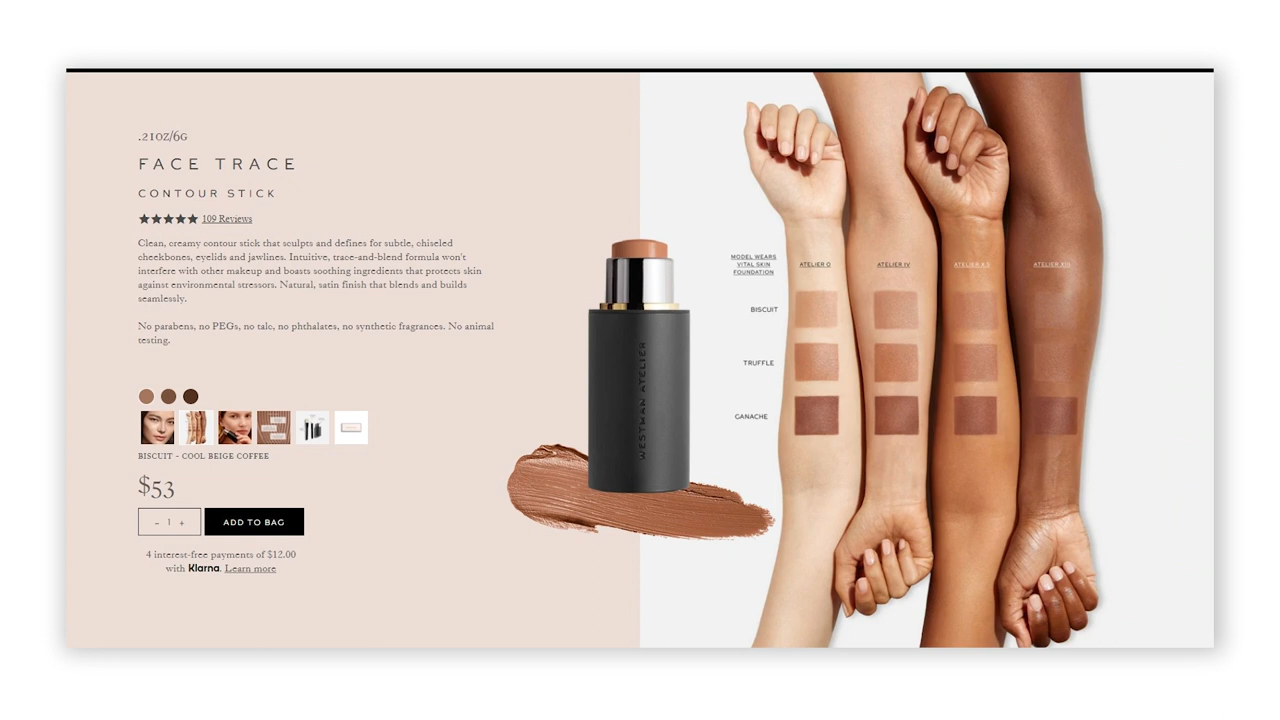 .21OZ/6G
FACE TRACE
CONTOUR STICK
109 Reviews
Clean, creamy contour stick that sculpts and defines for subtle, chiseled
cheekbones, eyelids and jawlines. Intuitive, trace-and-blend formula won't
interfere with other makeup and boasts soothing ingredients that protects skin
against environmental stressors. Natural, satin finish that blends and builds
seamlessly.
No parabens, no PEGs, no talc, no phthalates, no synthetic fragrances. No animal
testing.
BISCUIT - COOL BEIGE COFFEE
$53
- 1 +
ADD TO BAG
4 interest-free payments of $12.00
with Klarna. Learn more
WESTMAN ATELIER
MODEL WEARS
VITAL SKIN
FOUNDATION
ATELIER O
ATELIER IV
ATELIER XIII
BISCUIT
TRUFFLE
GANACHE